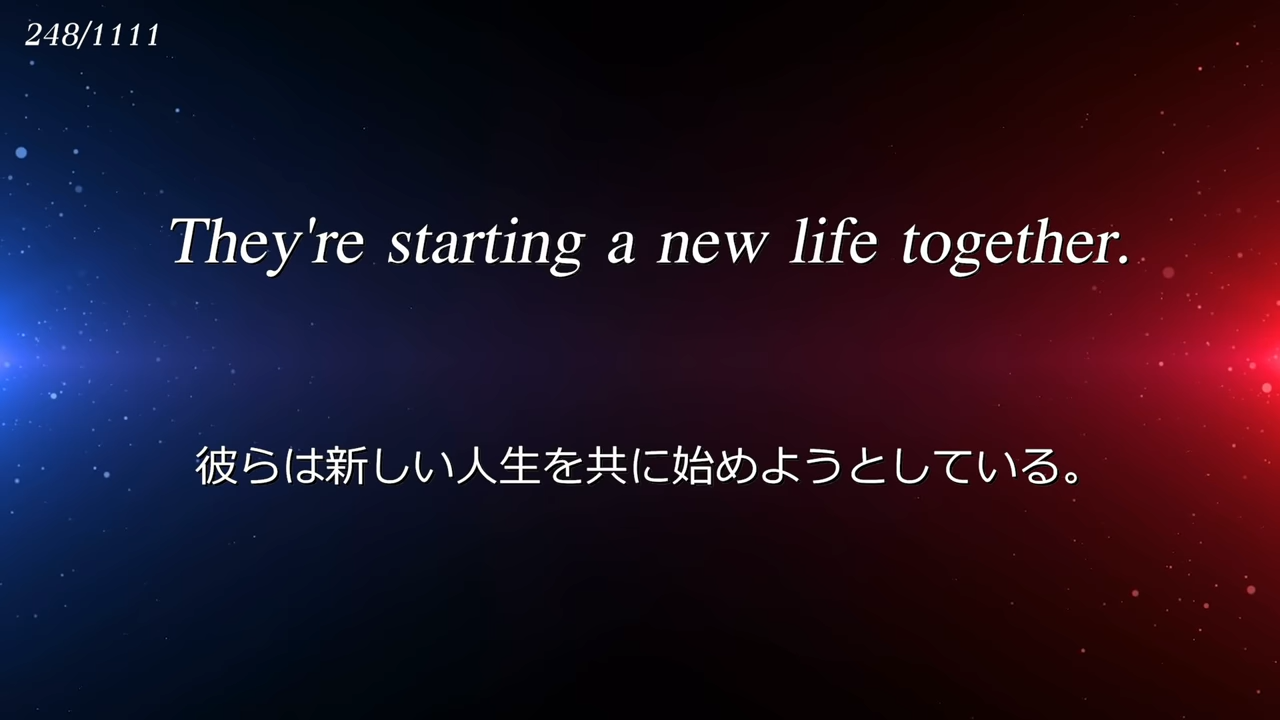 248/1111
They're starting a new life together.
彼らは新しい人生を共に始めようとしている。